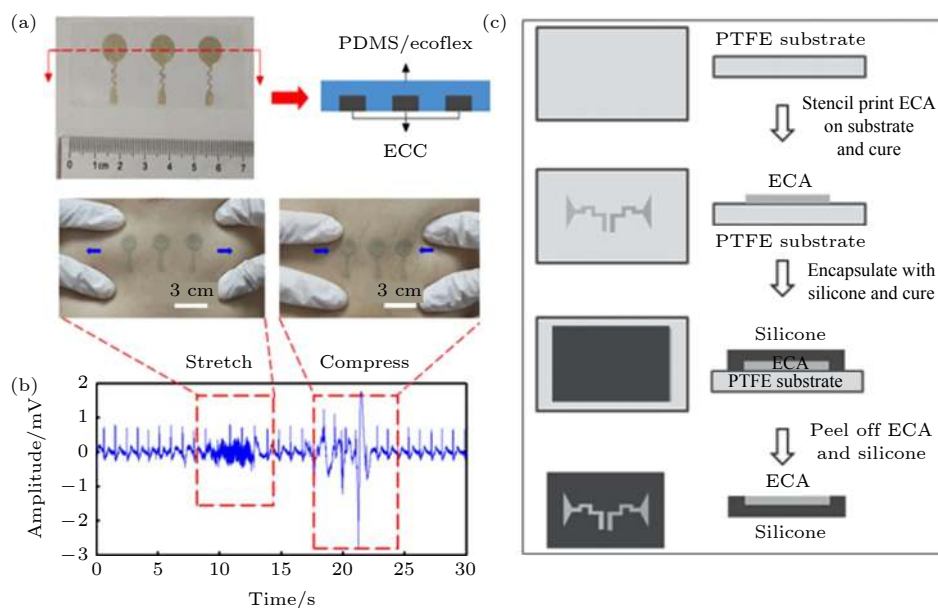 (a)
PDMS/ecoflex
ECC
0 1cm 2 3 4 5 6 7
3 cm
3 cm
Stretch
Compress
(b)
Amplitude/mV
2
1
0
−1
−2
−3
0 5 10 15 20 25 30
Time/s
(c)
PTFE substrate
Stencil print ECA
on substrate
and cure
ECA
PTFE substrate
Encapsulate with
silicone and cure
Silicone
ECA
PTFE substrate
Peel off ECA
and silicone
ECA
Silicone